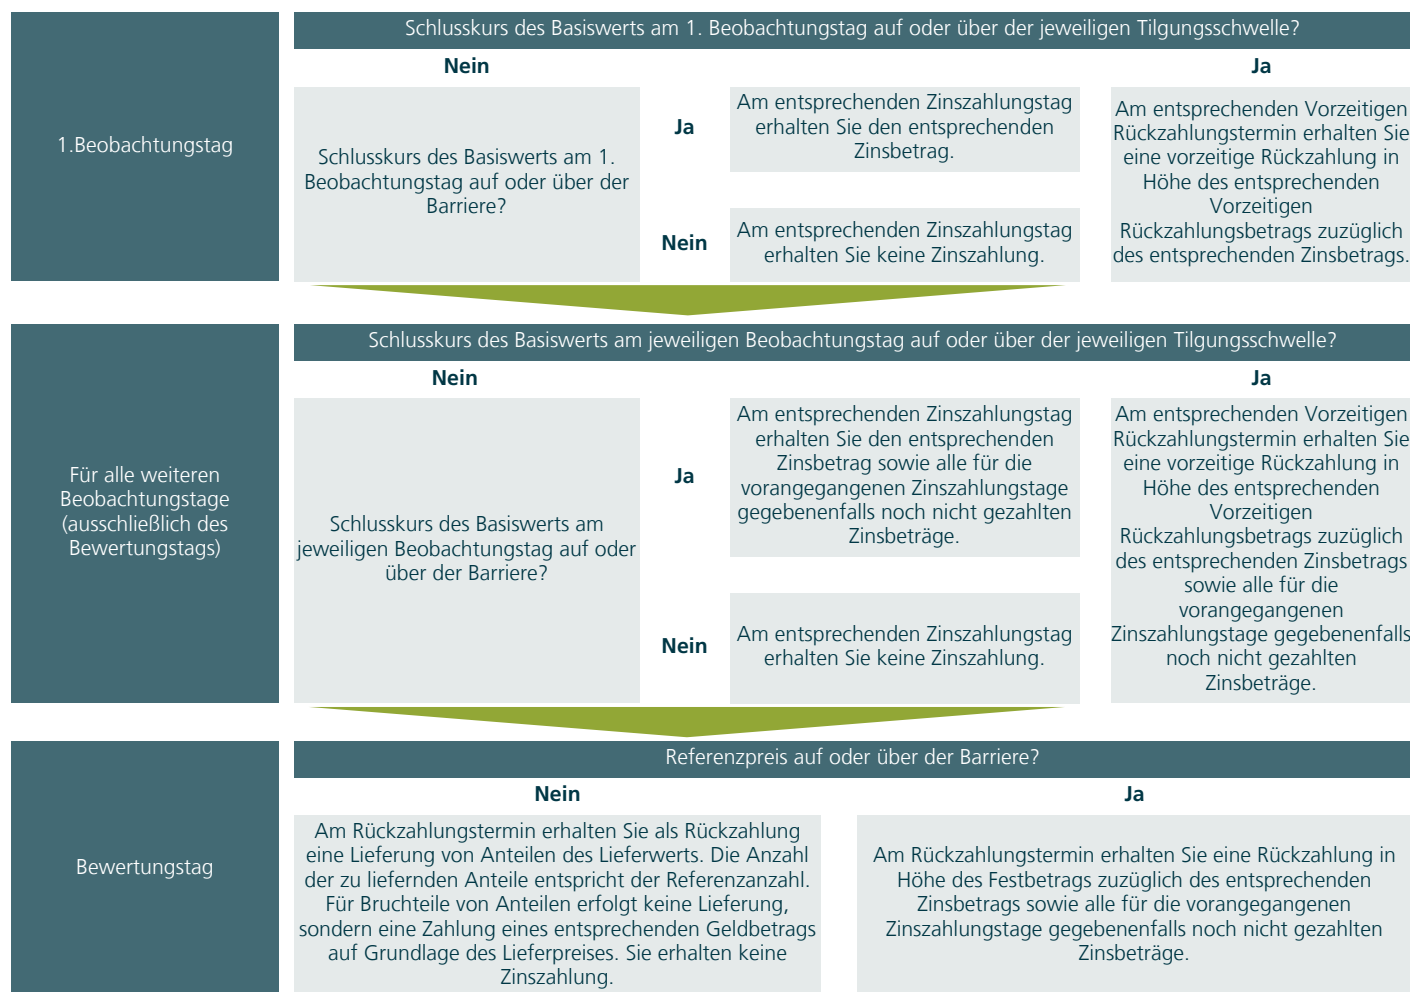 Schlusskurs des Basiswerts am 1. Beobachtungstag auf oder über der jeweiligen Tilgungsschwelle?
1.Beobachtungstag
Nein
Ja
Schlusskurs des Basiswerts am 1.
Beobachtungstag auf oder über der
Barriere?
Ja
Am entsprechenden Zinszahlungstag
erhalten Sie den entsprechenden
Zinsbetrag.
Nein
Am entsprechenden Zinszahlungstag
erhalten Sie keine Zinszahlung.
Am entsprechenden Vorzeitigen
Rückzahlungstermin erhalten Sie
eine vorzeitige Rückzahlung in
Höhe des entsprechenden
Vorzeitigen
Rückzahlungsbetrags zuzüglich
des entsprechenden Zinsbetrags.
Schlusskurs des Basiswerts am jeweiligen Beobachtungstag auf oder über der jeweiligen Tilgungsschwelle?
Für alle weiteren
Beobachtungstage
(ausschließlich des
Bewertungstags)
Nein
Ja
Schlusskurs des Basiswerts am
jeweiligen Beobachtungstag auf oder
über der Barriere?
Ja
Am entsprechenden Zinszahlungstag
erhalten Sie den entsprechenden
Zinsbetrag sowie alle für die
vorangegangenen Zinszahlungstage
gegebenenfalls noch nicht gezahlten
Zinsbeträge.
Nein
Am entsprechenden Zinszahlungstag
erhalten Sie keine Zinszahlung.
Am entsprechenden Vorzeitigen
Rückzahlungstermin erhalten Sie
eine vorzeitige Rückzahlung in
Höhe des entsprechenden
Vorzeitigen
Rückzahlungsbetrags zuzüglich
des entsprechenden Zinsbetrags
sowie alle für die
vorangegangenen
Zinszahlungstage gegebenenfalls
noch nicht gezahlten
Zinsbeträge.
Referenzpreis auf oder über der Barriere?
Bewertungstag
Nein
Ja
Am Rückzahlungstermin erhalten Sie als Rückzahlung
eine Lieferung von Anteilen des Lieferwerts. Die Anzahl
der zu liefernden Anteile entspricht der Referenzanzahl.
Für Bruchteile von Anteilen erfolgt keine Lieferung,
sondern eine Zahlung eines entsprechenden Geldbetrags
auf Grundlage des Lieferpreises. Sie erhalten keine
Zinszahlung.
Am Rückzahlungstermin erhalten Sie eine Rückzahlung in
Höhe des Festbetrags zuzüglich des entsprechenden
Zinsbetrags sowie alle für die vorangegangenen
Zinszahlungstage gegebenenfalls noch nicht gezahlten
Zinsbeträge.